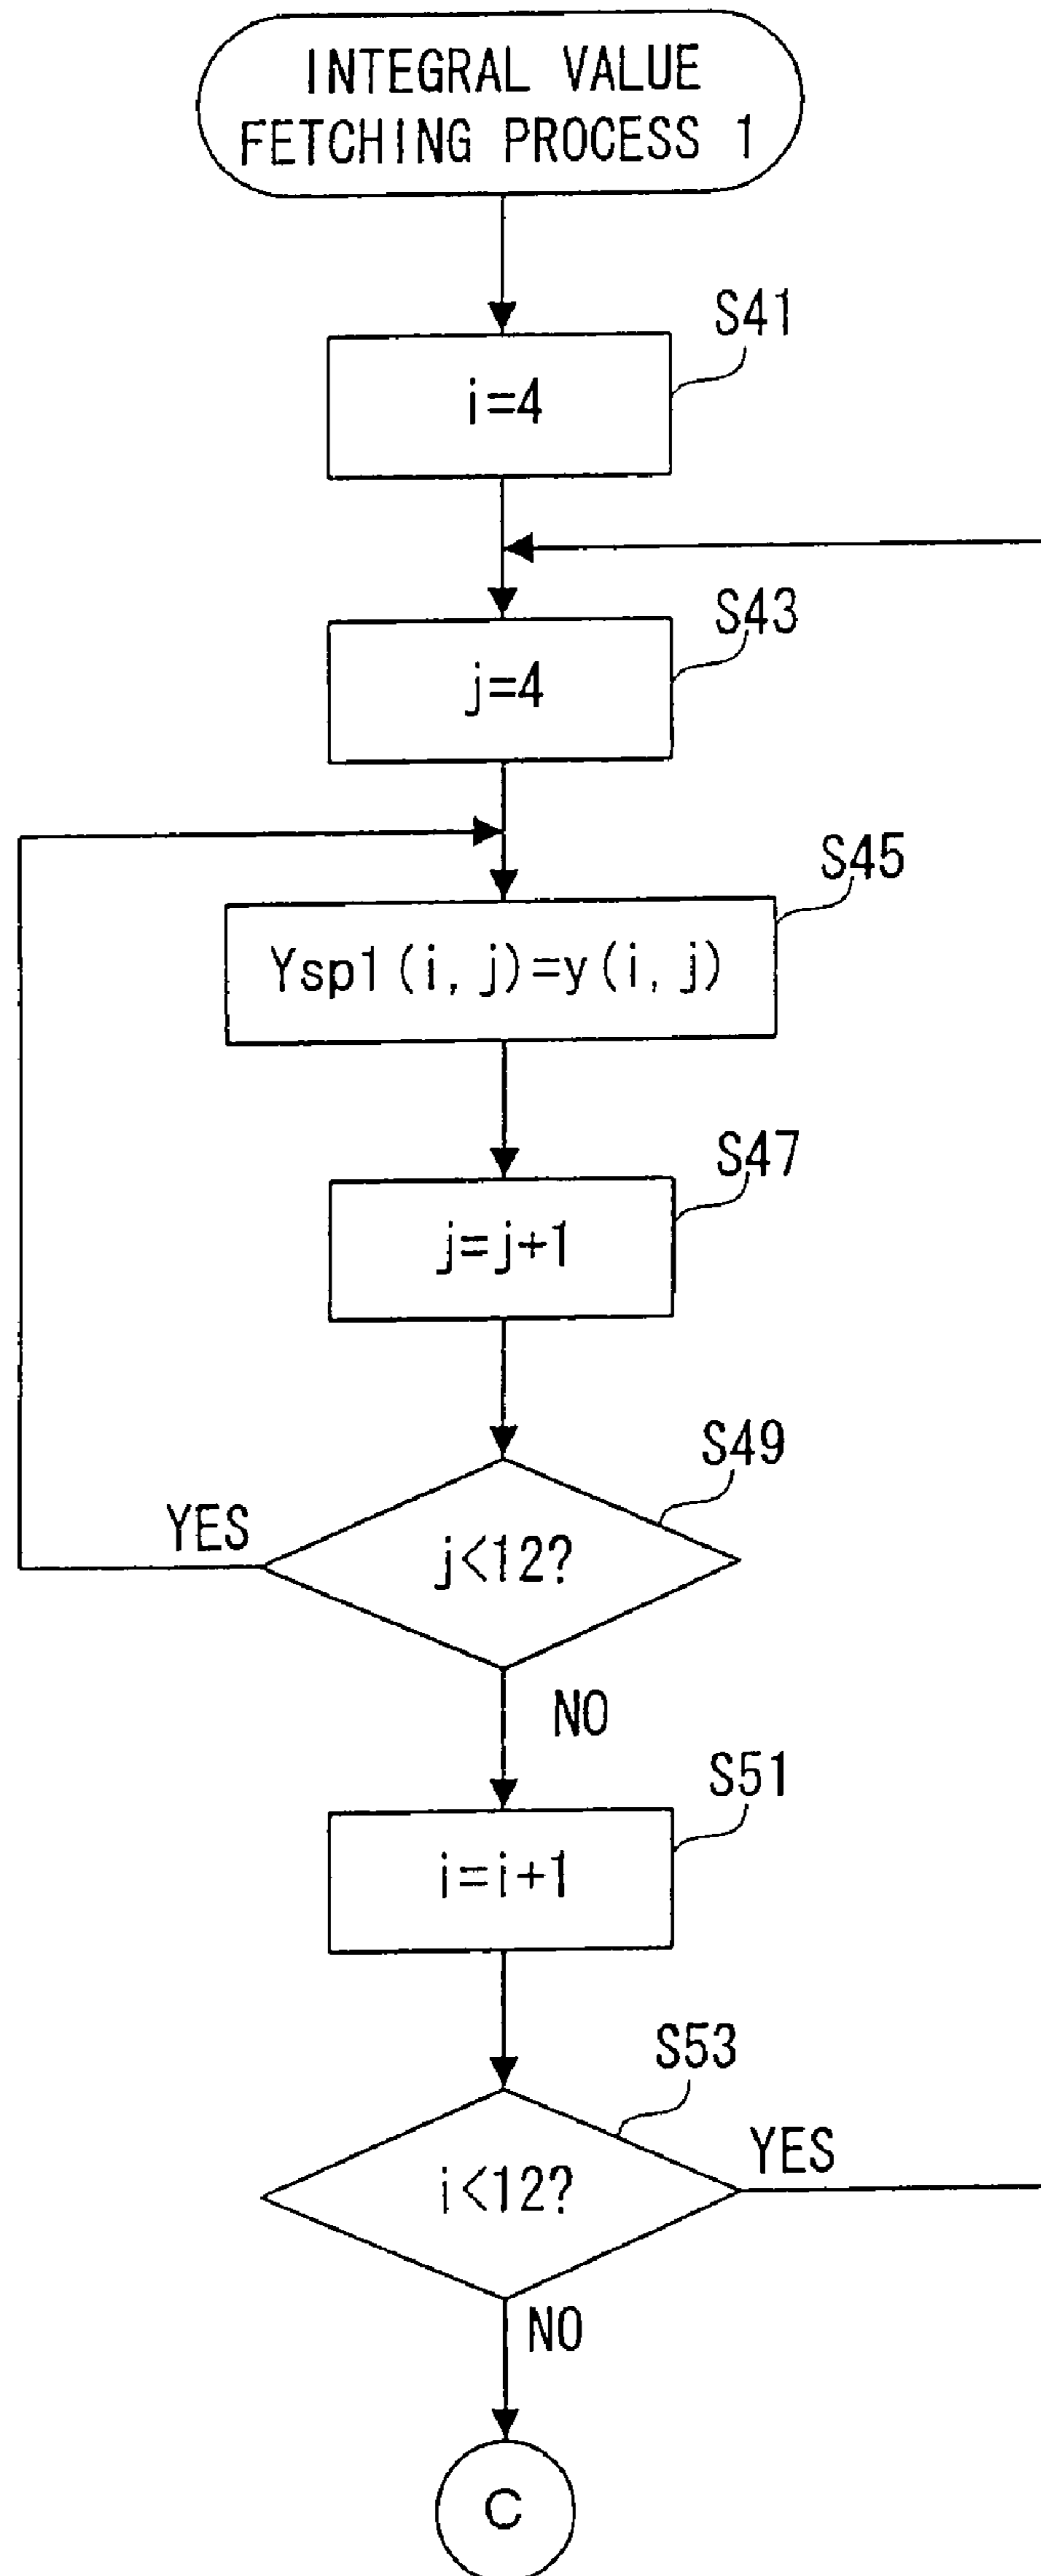 INTEGRAL VALUE
FETCHING PROCESS 1
S41
i=4
S43
j=4
S45
Ysp1(i, j)=y(i, j)
S47
j=j+1
S49
YES
j<12?
NO
S51
i=i+1
S53
YES
i<12?
NO
C